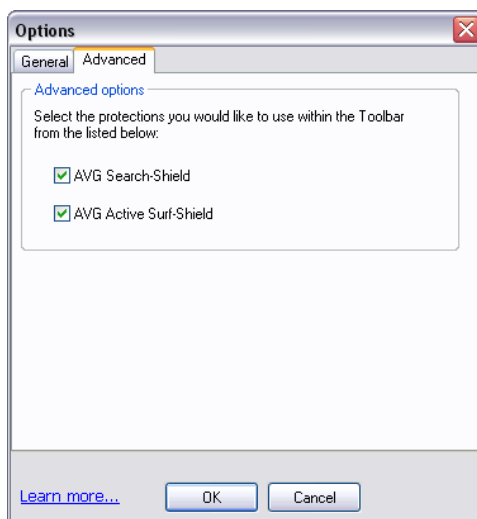 Options
General Advanced
Advanced options
Select the protections you would like to use within the Toolbar
from the listed below:
AVG Search-Shield
AVG Active Surf-Shield
Learn more... OK Cancel